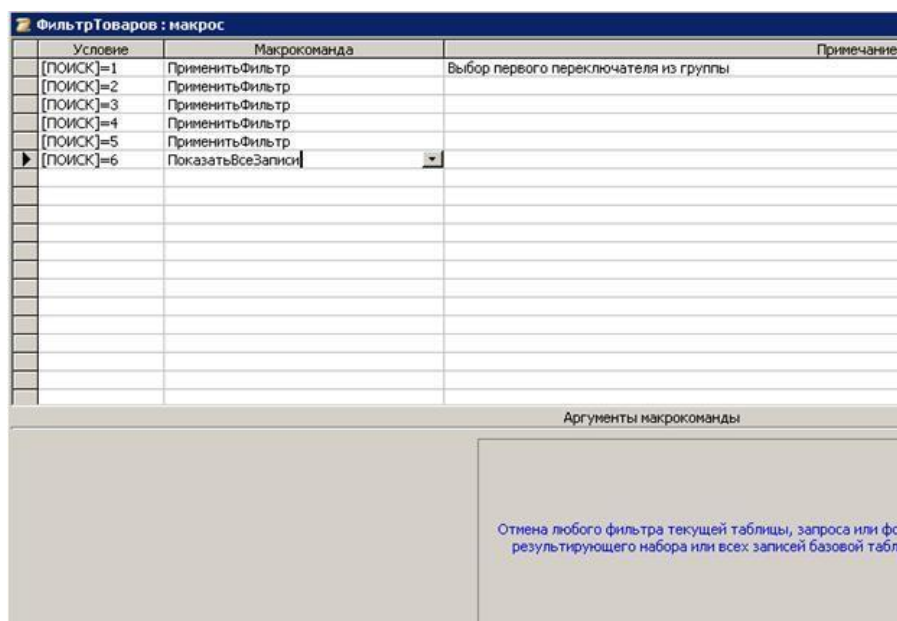 ФильтрТоваров : макрос
Условие Макрокоманда Примечание
[ПОИСК]=1 ПрименитьФильтр Выбор первого переключателя из группы
[ПОИСК]=2 ПрименитьФильтр
[ПОИСК]=3 ПрименитьФильтр
[ПОИСК]=4 ПрименитьФильтр
[ПОИСК]=5 ПрименитьФильтр
[ПОИСК]=6 ПоказатьВсеЗаписи
Аргументы макрокоманды
Отмена любого фильтра текущей таблицы, запроса или фо
результирующего набора или всех записей базовой табл